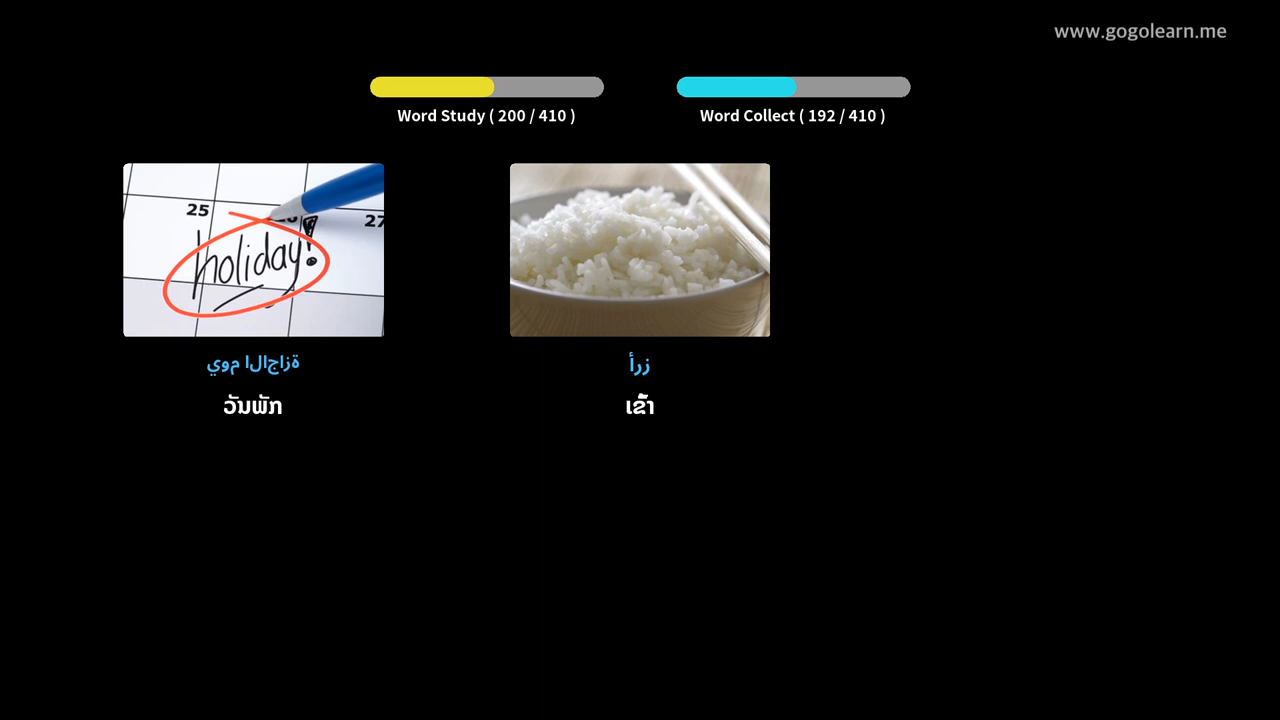 www.gogolearn.me
Word Study ( 200 / 410 )
Word Collect ( 192 / 410 )
25
27
holiday!
يوم الاجازة
أرز
ວັນພັກ
ເຂົ້າ